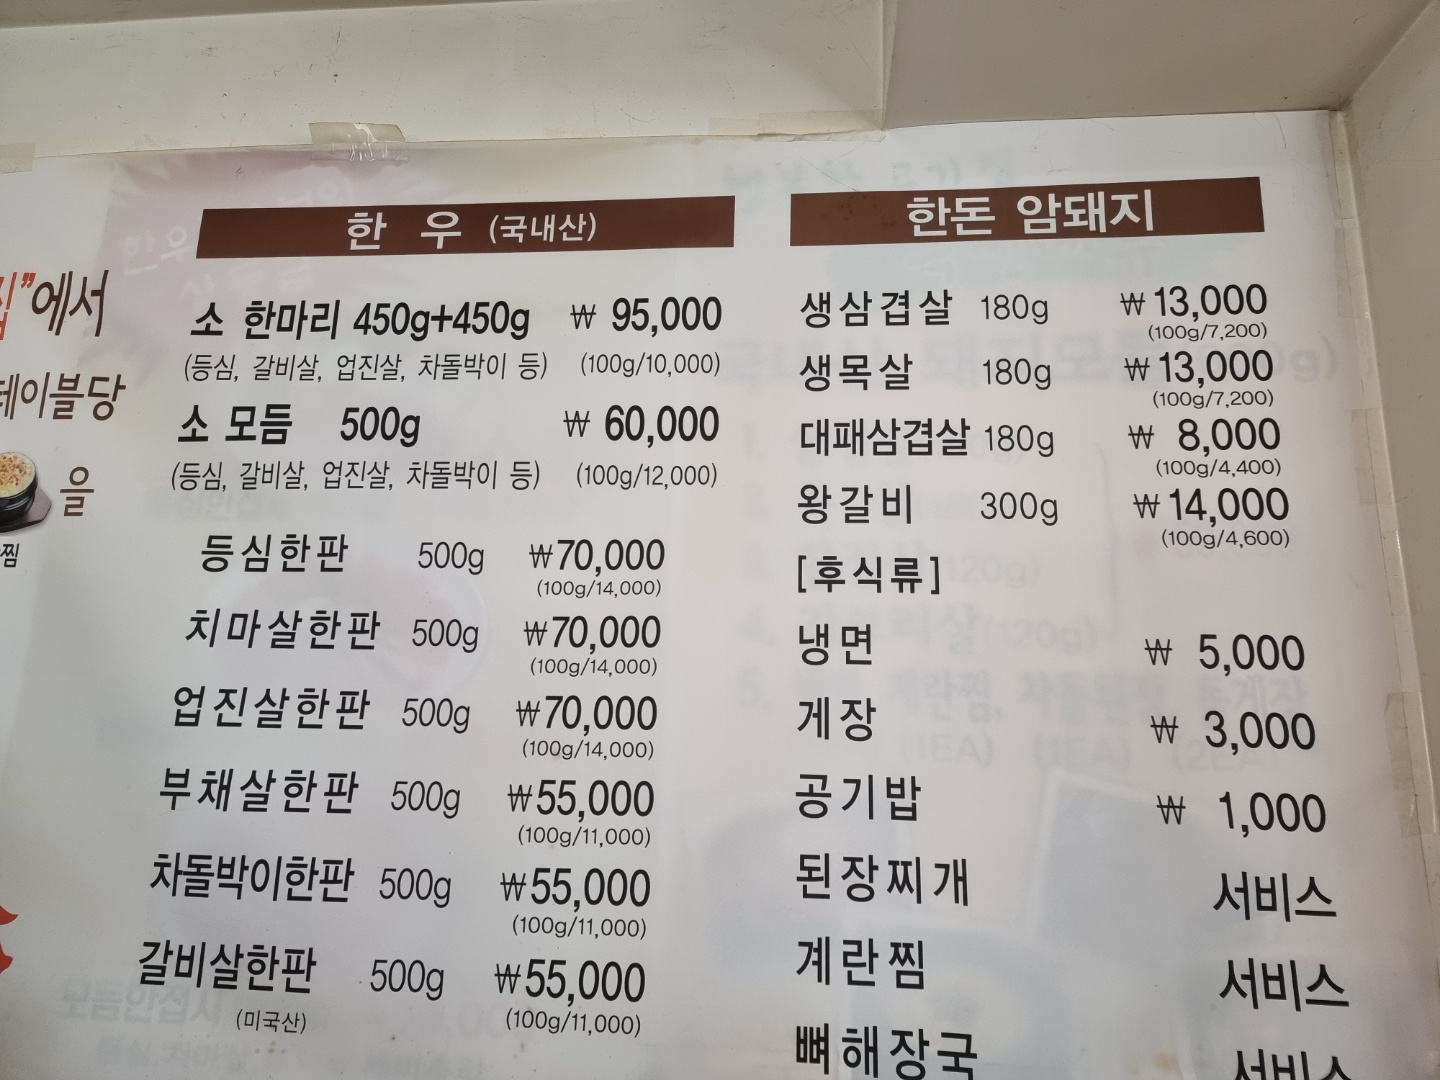 ”에서
테이블당
을
찜
한 우 (국내산)
소 한마리 450g+450g ₩ 95,000
(등심, 갈비살, 업진살, 차돌박이 등) (100g/10,000)
소 모듬 500g ₩ 60,000
(등심, 갈비살, 업진살, 차돌박이 등) (100g/12,000)
등심한판 500g ₩70,000
(100g/14,000)
치마살한판 500g ₩70,000
(100g/14,000)
업진살한판 500g ₩70,000
(100g/14,000)
부채살한판 500g ₩55,000
(100g/11,000)
차돌박이한판 500g ₩55,000
(100g/11,000)
갈비살한판 500g ₩55,000
(미국산) (100g/11,000)
한돈 암돼지
생삼겹살 180g ₩13,000
(100g/7,200)
생목살 180g ₩13,000
(100g/7,200)
대패삼겹살 180g ₩ 8,000
(100g/4,400)
왕갈비 300g ₩14,000
(100g/4,600)
[후식류]
냉면 ₩ 5,000
게장 ₩ 3,000
공기밥 ₩ 1,000
된장찌개 서비스
계란찜 서비스
뼈해장국 서비스